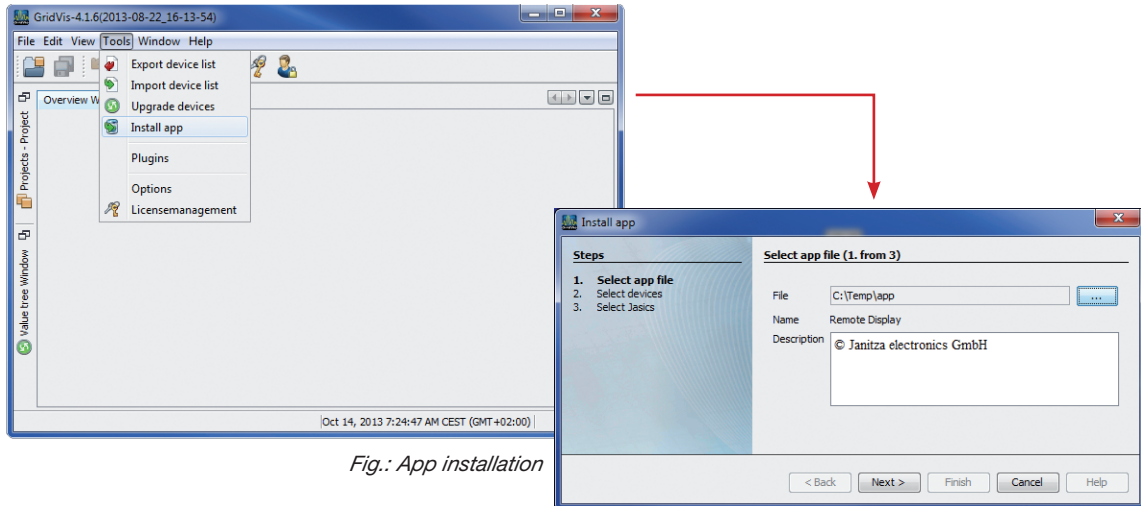 GridVis-4.1.6(2013-08-22_16-13-54)
File Edit View Tools Window Help
Export device list
Import device list
Upgrade devices
Install app
Plugins
Options
Licensemanagement
Overview W
Projects - Project
Value tree Window
Oct 14, 2013 7:24:47 AM CEST (GMT+02:00)
Fig.: App installation
Install app
Steps
1. Select app file
2. Select devices
3. Select Jasics
Select app file (1. from 3)
File C:\Temp\app ...
Name Remote Display
Description © Janitza electronics GmbH
< Back Next > Finish Cancel Help